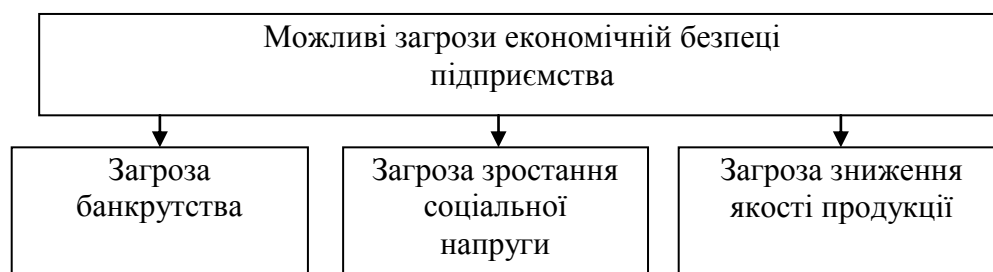 Можливі загрози економічній безпеці
підприємства
Загроза
банкрутства
Загроза зростання
соціальної
напруги
Загроза зниження
якості продукції